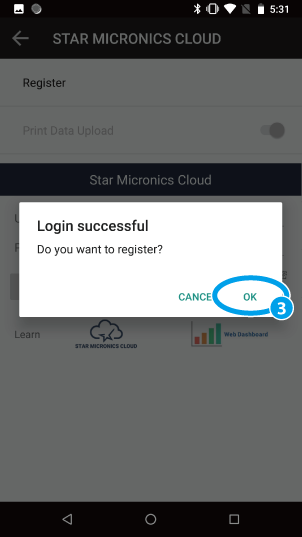 5:31
STAR MICRONICS CLOUD
Register
Print Data Upload
Star Micronics Cloud
Login successful
Do you want to register?
CANCE OK
3
Learn
STAR MICRONICS CLOUD
Web Dashboard